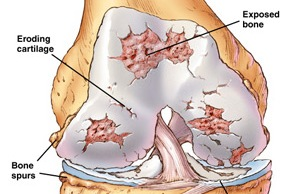 Exposed
bone
Eroding
cartilage
Bone
spurs